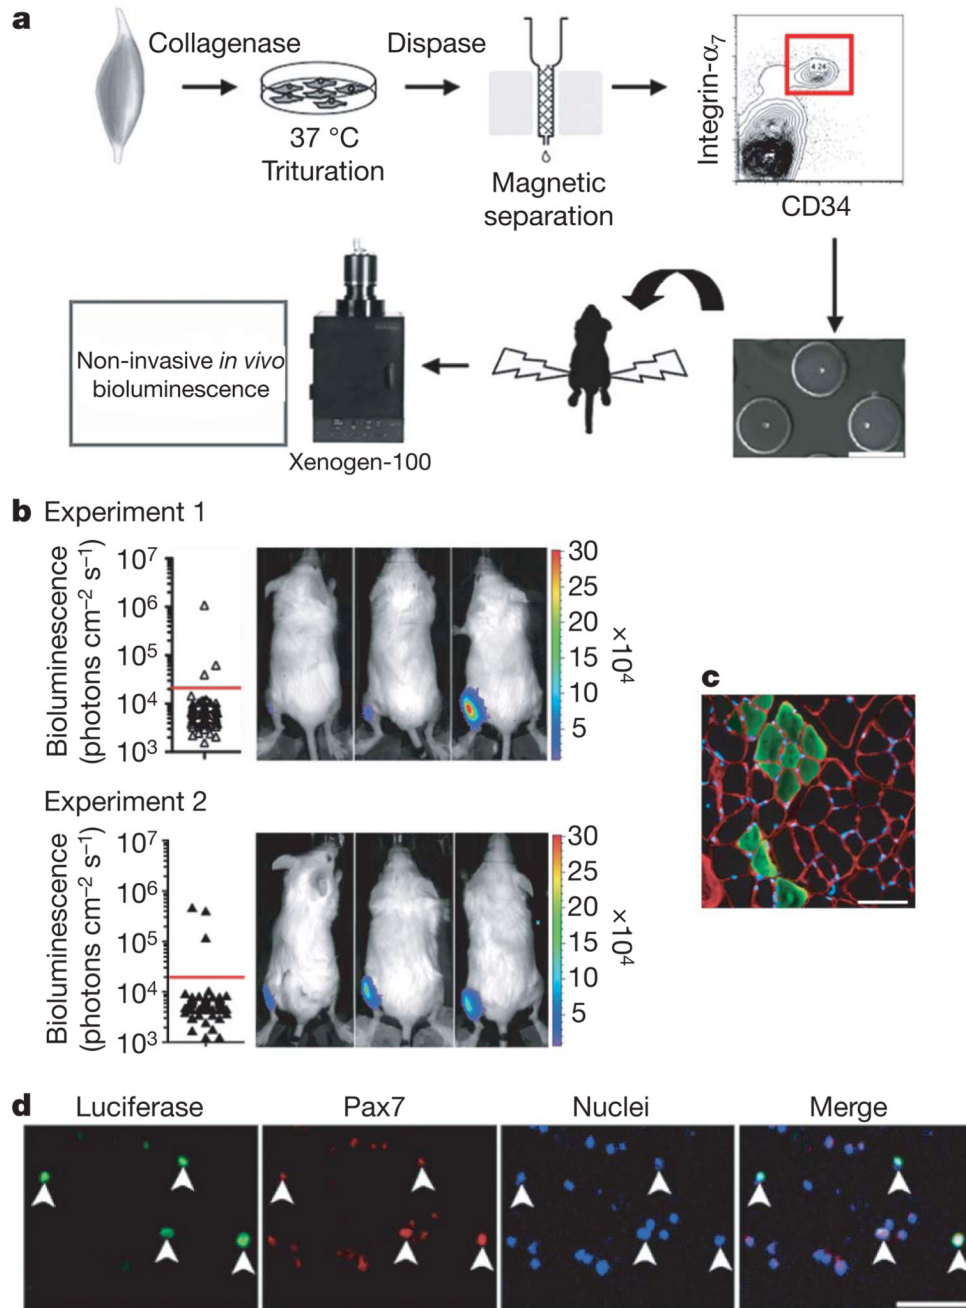 a
Collagenase
Dispase
37 °C
Trituration
Magnetic
separation
Integrin-α₇
4.24
CD34
Non-invasive in vivo
bioluminescence
Xenogen-100
b Experiment 1
Bioluminescence
(photons cm⁻² s⁻¹)
10⁷
10⁶
10⁵
10⁴
10³
30
25
20
15
10
5
×10⁴
Experiment 2
Bioluminescence
(photons cm⁻² s⁻¹)
10⁷
10⁶
10⁵
10⁴
10³
30
25
20
15
10
5
×10⁴
c
d
Luciferase Pax7 Nuclei Merge